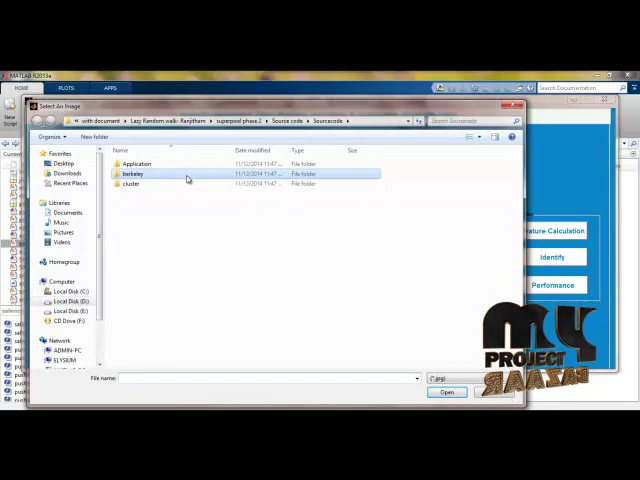 MATLAB R2013a
HOME
PLOTS
APPS
Search Documentation
New
Script
Select An Image
« with document ▸ Lazy Random walk- Ranjitham ▸ superpixel phase 2 ▸ Source code ▸ Sourcecode ▸
Search Sourcecode
Organize
New folder
Name
Date modified
Type
Size
Favorites
Desktop
Downloads
Recent Places
Libraries
Documents
Music
Pictures
Videos
Homegroup
Computer
Local Disk (C:)
Local Disk (D:)
Local Disk (E:)
CD Drive (F:)
Network
ADMIN-PC
ELYSIUM
Application
11/12/2014 11:47 ...
File folder
berkeley
11/12/2014 11:47 ...
File folder
cluster
11/12/2014 11:47 ...
File folder
ature Calculation
Identify
Performance
File name:
(*.jpg)
Open
MY
PROJECT
BAZAAR